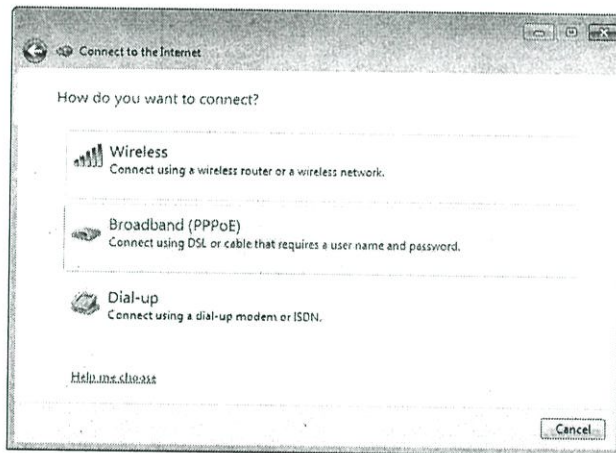 Connect to the Internet
How do you want to connect?
Wireless
Connect using a wireless router or a wireless network.
Broadband (PPPoE)
Connect using DSL or cable that requires a user name and password.
Dial-up
Connect using a dial-up modem or ISDN.
Help me choose
Cancel